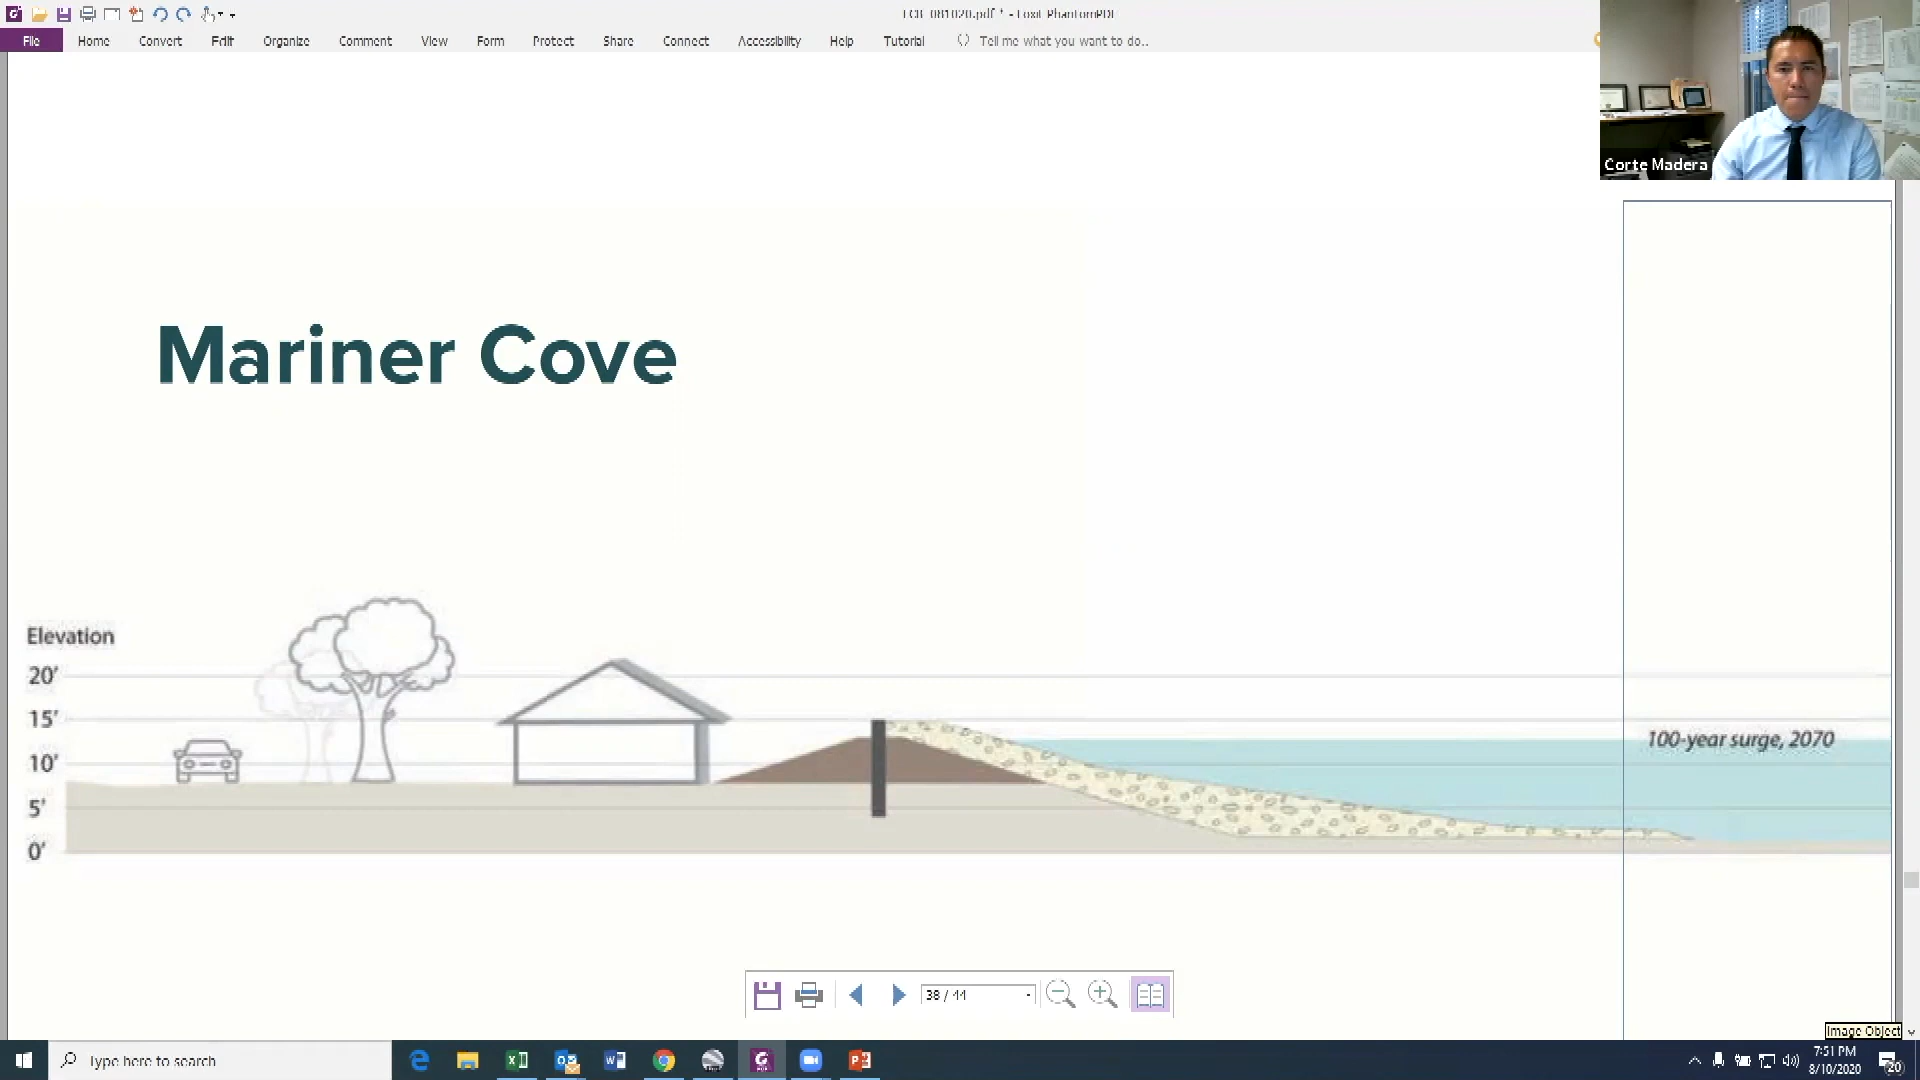 File Home Convert Edit Organize Comment View Form Protect Share Connect Accessibility Help Tutorial Tell me what you want to do..
Corte Madera
Mariner Cove
Elevation
20'
15'
100-year surge, 2070
10'
5'
0'
38 / 44
Image Object
Type here to search
7:51 PM
8/10/2020
20